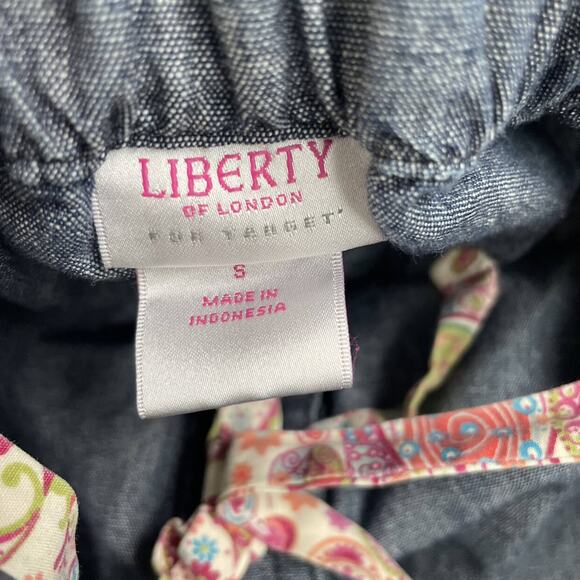 LIBERTY
OF LONDON
FOR TARGET
S
MADE IN
INDONESIA